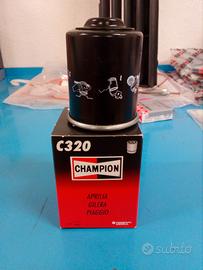 C320
CHAMPION
APRILIA
GILERA
PIAGGIO
subito